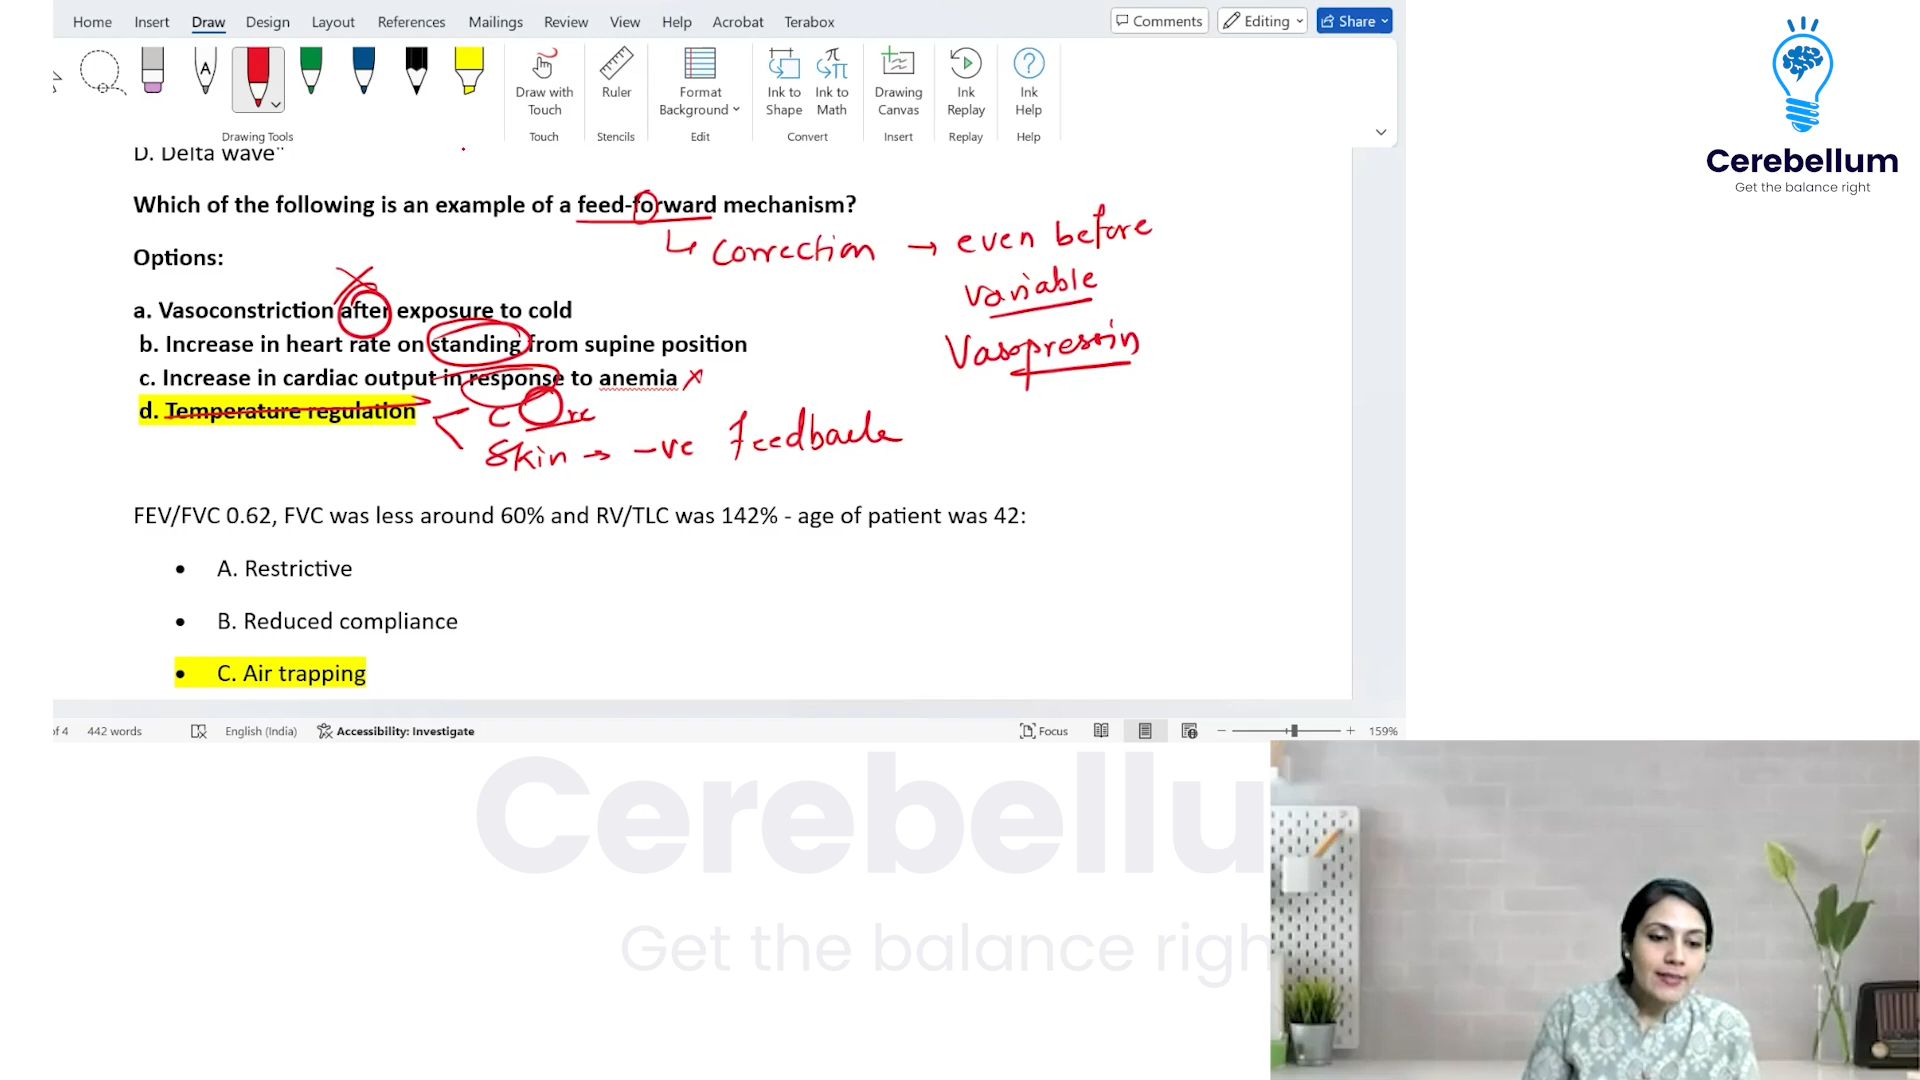 Home Insert Draw Design Layout References Mailings Review View Help Acrobat Terabox Comments Editing Share
A
Draw with Touch
Ruler
Format Background
Ink to Shape
Ink to Math
Drawing Canvas
Ink Replay
Ink Help
Drawing Tools Touch Stencils Edit Convert Insert Replay Help
Cerebellum
Get the balance right
D. Delta wave"
Which of the following is an example of a feed-forward mechanism?
correction → even before
variable
Vasopressin
Options:
a. Vasoconstriction after exposure to cold
b. Increase in heart rate on standing from supine position
c. Increase in cardiac output in response to anemia x
d. Temperature regulation
Core
Skin → -ve feedback
FEV/FVC 0.62, FVC was less around 60% and RV/TLC was 142% - age of patient was 42:
• A. Restrictive
• B. Reduced compliance
• C. Air trapping
of 4 442 words English (India) Accessibility: Investigate Focus 159%
Cerebellu
Get the balance righ